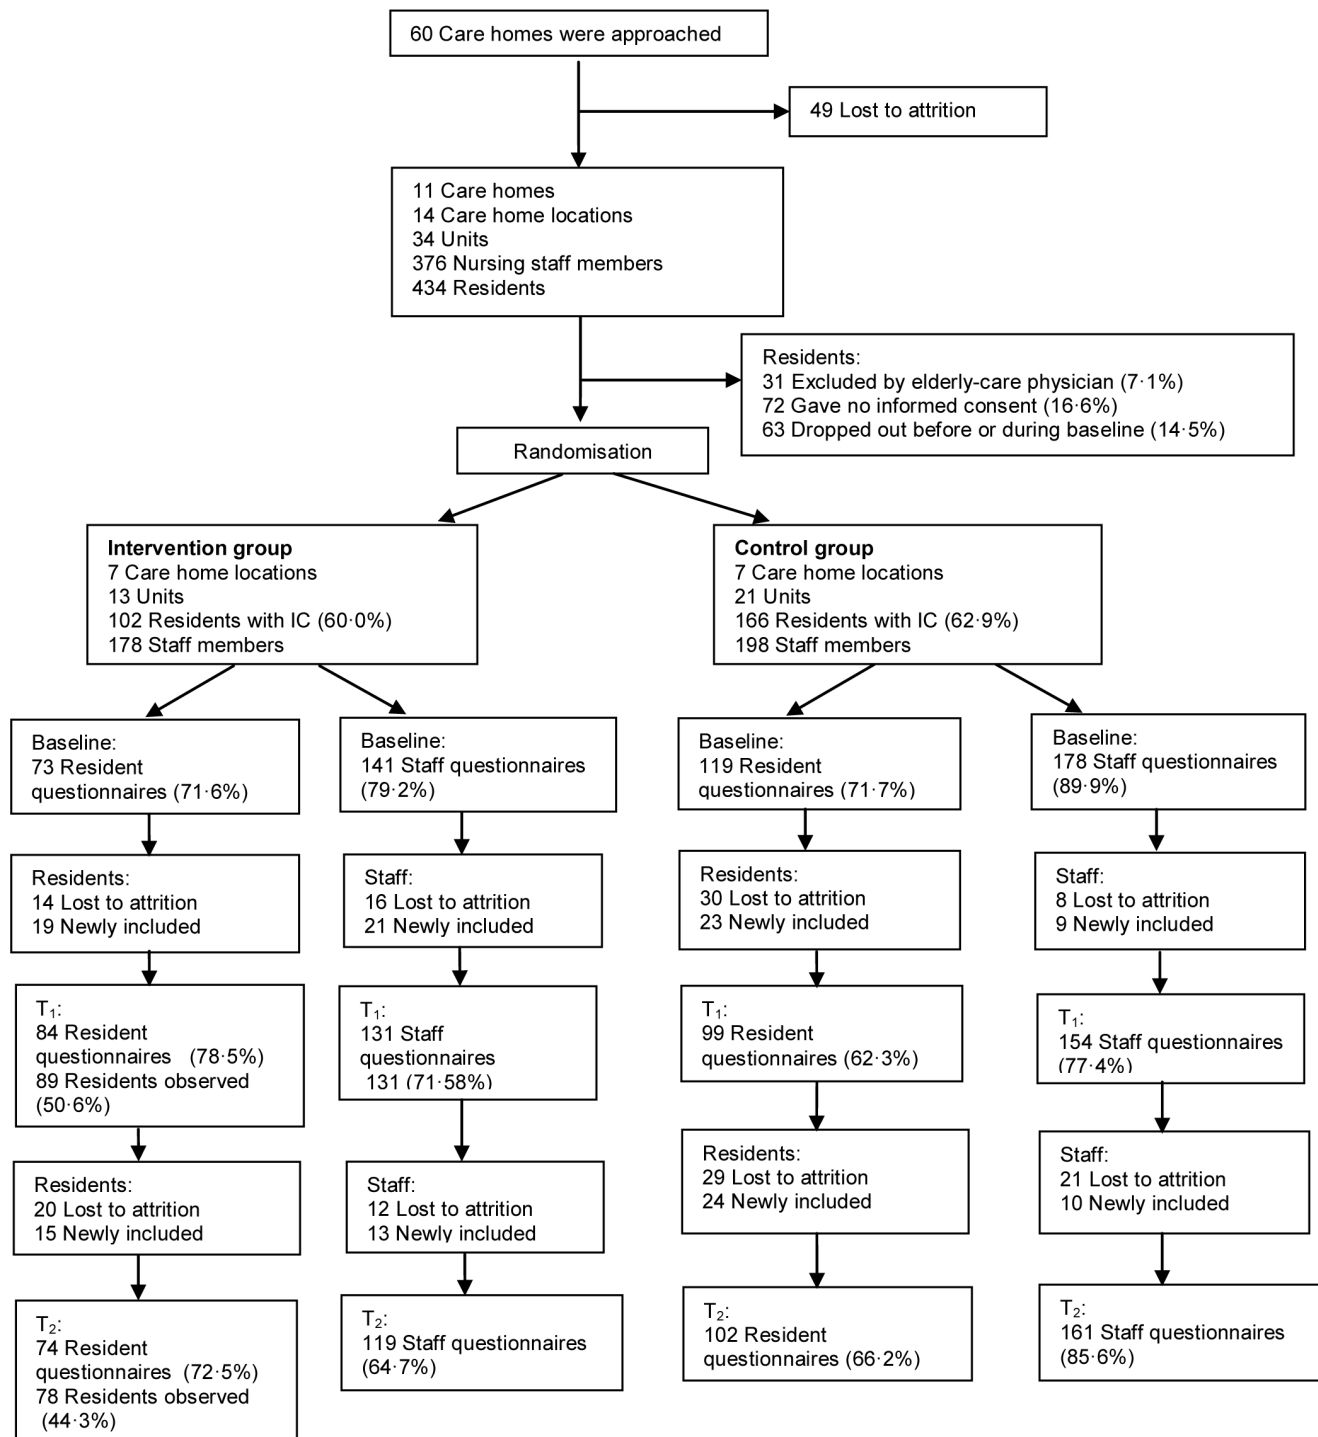 60 Care homes were approached
49 Lost to attrition
11 Care homes
14 Care home locations
34 Units
376 Nursing staff members
434 Residents
Residents:
31 Excluded by elderly-care physician (7·1%)
72 Gave no informed consent (16·6%)
63 Dropped out before or during baseline (14·5%)
Randomisation
Intervention group
7 Care home locations
13 Units
102 Residents with IC (60·0%)
178 Staff members
Control group
7 Care home locations
21 Units
166 Residents with IC (62·9%)
198 Staff members
Baseline:
73 Resident
questionnaires (71·6%)
Baseline:
141 Staff questionnaires
(79·2%)
Baseline:
119 Resident
questionnaires (71·7%)
Baseline:
178 Staff questionnaires
(89·9%)
Residents:
14 Lost to attrition
19 Newly included
Staff:
16 Lost to attrition
21 Newly included
Residents:
30 Lost to attrition
23 Newly included
Staff:
8 Lost to attrition
9 Newly included
T₁:
84 Resident
questionnaires (78·5%)
89 Residents observed
(50·6%)
T₁:
131 Staff
questionnaires
131 (71·58%)
T₁:
99 Resident
questionnaires (62·3%)
T₁:
154 Staff questionnaires
(77·4%)
Residents:
20 Lost to attrition
15 Newly included
Staff:
12 Lost to attrition
13 Newly included
Residents:
29 Lost to attrition
24 Newly included
Staff:
21 Lost to attrition
10 Newly included
T₂:
74 Resident
questionnaires (72·5%)
78 Residents observed
(44·3%)
T₂:
119 Staff questionnaires
(64·7%)
T₂:
102 Resident
questionnaires (66·2%)
T₂:
161 Staff questionnaires
(85·6%)